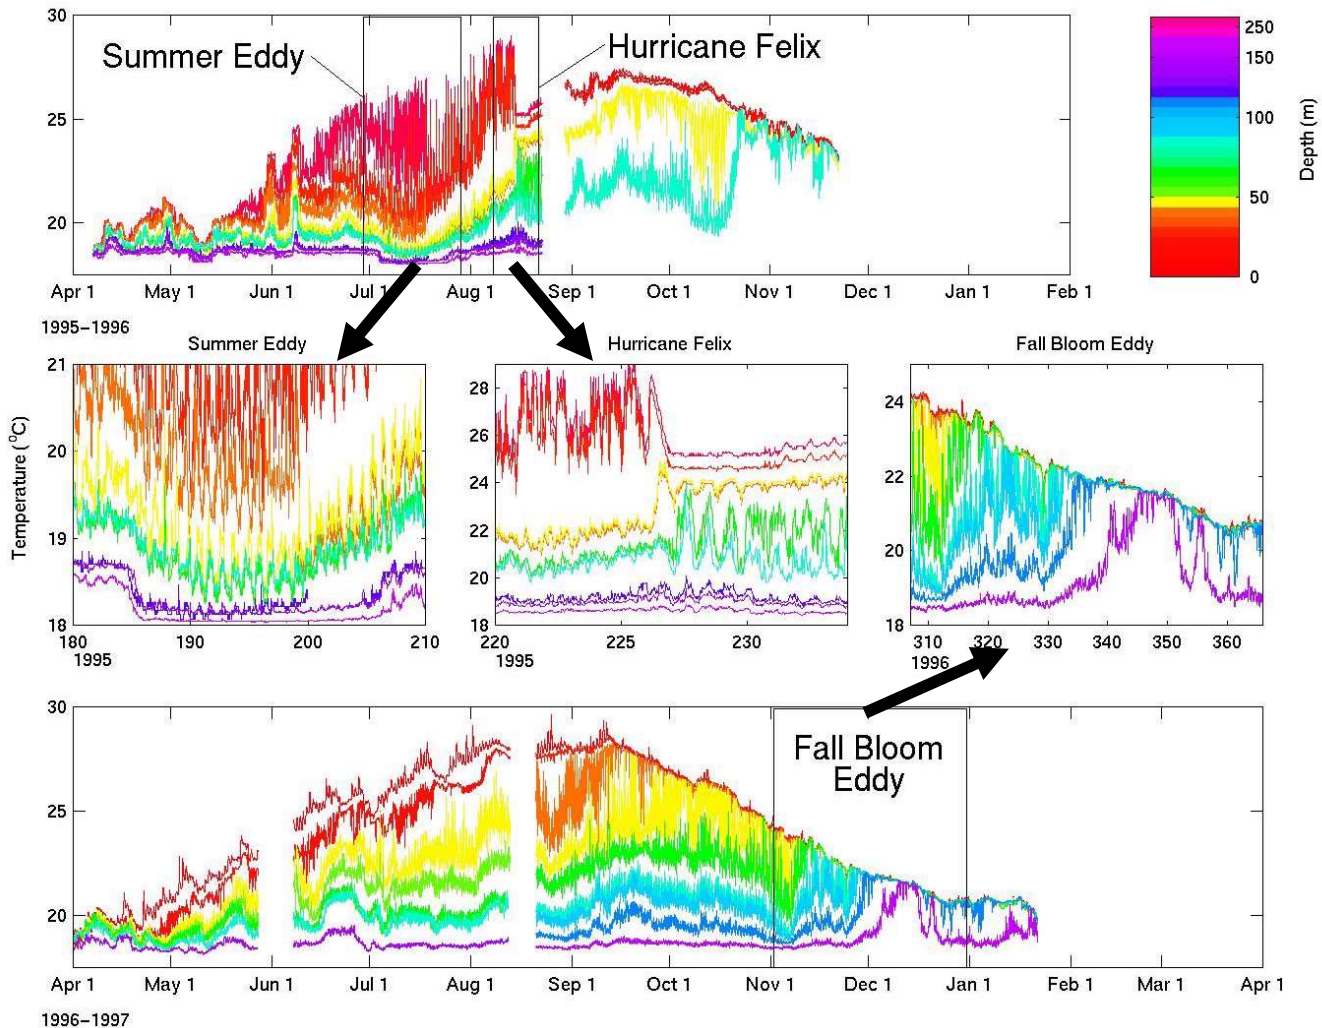 30
25
20
Summer Eddy
Hurricane Felix
Apr 1 May 1 Jun 1 Jul 1 Aug 1 Sep 1 Oct 1 Nov 1 Dec 1 Jan 1 Feb 1
1995-1996
250
150
100
50
0
Depth (m)
Summer Eddy
Hurricane Felix
Fall Bloom Eddy
Temperature (°C)
21
20
19
18
180 190 200 210
1995
28
26
24
22
20
18
220 225 230
1995
24
22
20
18
310 320 330 340 350 360
1996
30
25
20
Fall Bloom
Eddy
Apr 1 May 1 Jun 1 Jul 1 Aug 1 Sep 1 Oct 1 Nov 1 Dec 1 Jan 1 Feb 1 Mar 1 Apr 1
1996-1997